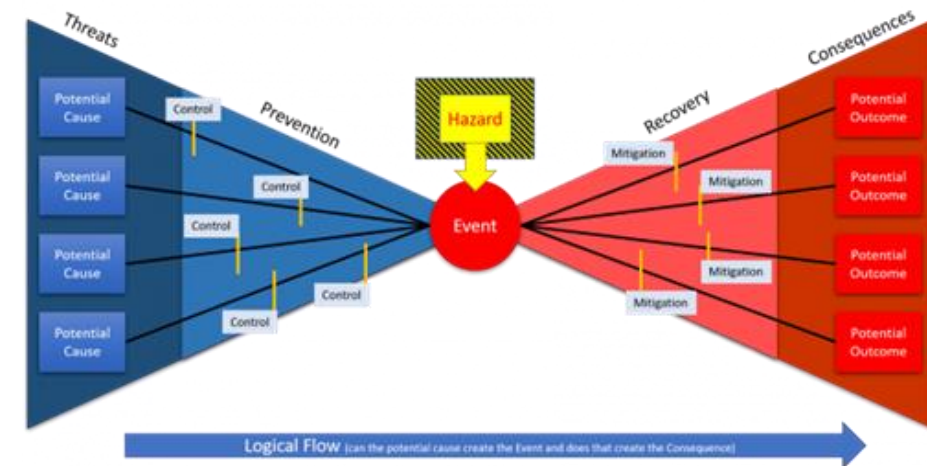 Threats
Consequences
Prevention
Recovery
Hazard
Event
Potential
Cause
Potential
Cause
Potential
Cause
Potential
Cause
Control
Control
Control
Control
Control
Mitigation
Mitigation
Mitigation
Mitigation
Potential
Outcome
Potential
Outcome
Potential
Outcome
Potential
Outcome
Logical Flow (can the potential cause create the Event and does that create the Consequence)